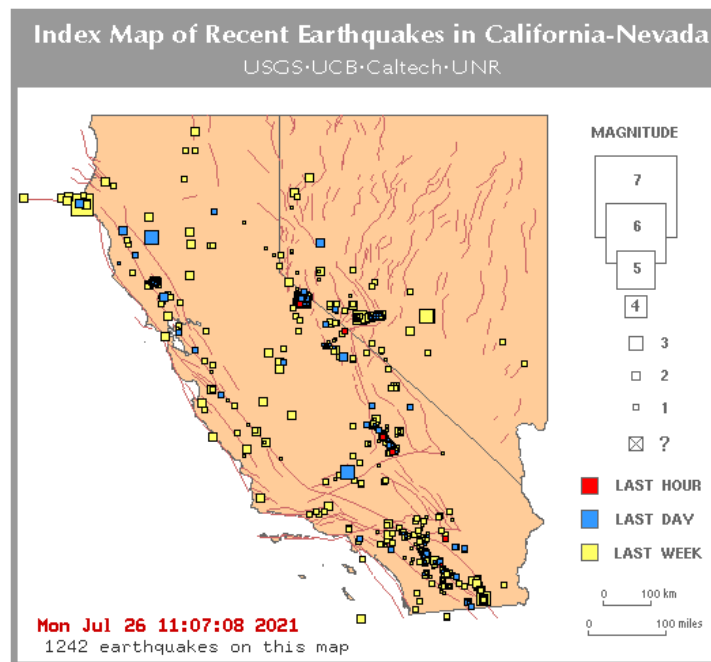 Index Map of Recent Earthquakes in California-Nevada
USGS·UCB·Caltech·UNR
MAGNITUDE
7
6
5
4
3
2
1
?
LAST HOUR
LAST DAY
LAST WEEK
0 100 km
0 100 miles
Mon Jul 26 11:07:08 2021
1242 earthquakes on this map